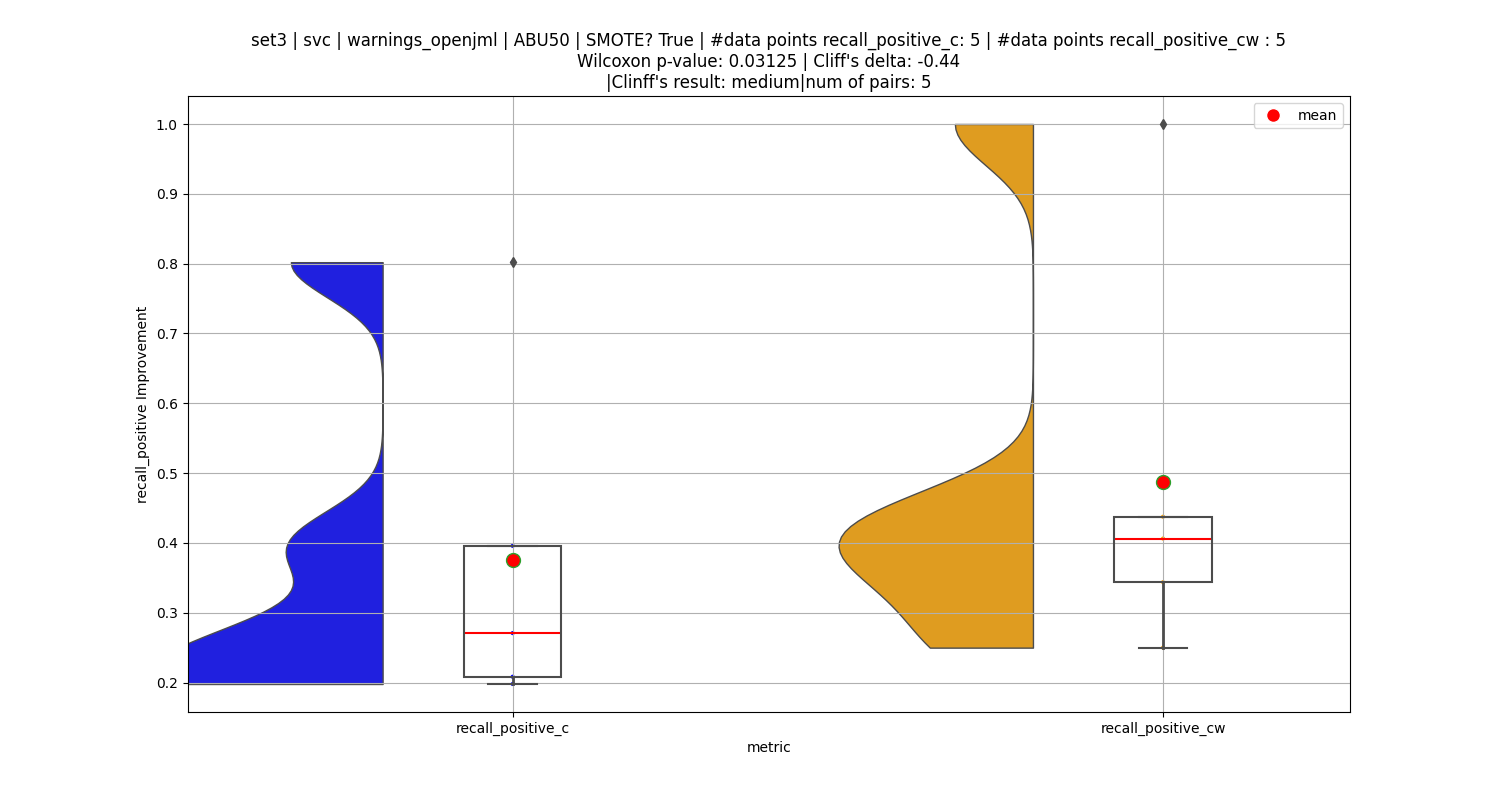 set3 | svc | warnings_openjml | ABU50 | SMOTE? True | #data points recall_positive_c: 5 | #data points recall_positive_cw : 5
Wilcoxon p-value: 0.03125 | Cliff's delta: -0.44
|Clinff's result: medium|num of pairs: 5
mean
1.0
0.9
0.8
0.7
0.6
0.5
0.4
0.3
0.2
recall_positive Improvement
recall_positive_c
recall_positive_cw
metric